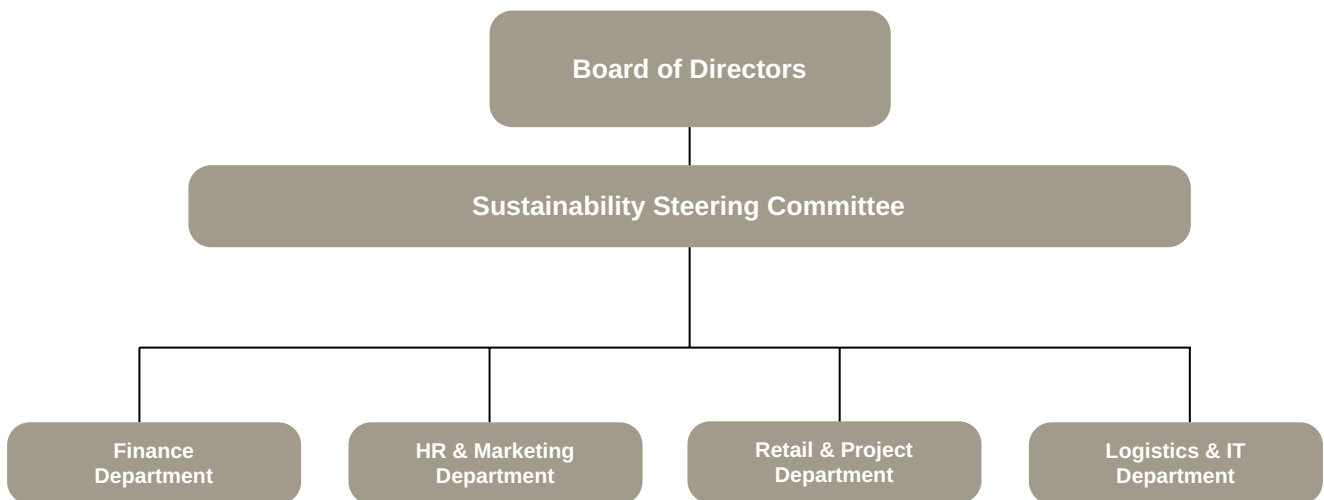 Board of Directors
Sustainability Steering Committee
Finance
Department
HR & Marketing
Department
Retail & Project
Department
Logistics & IT
Department